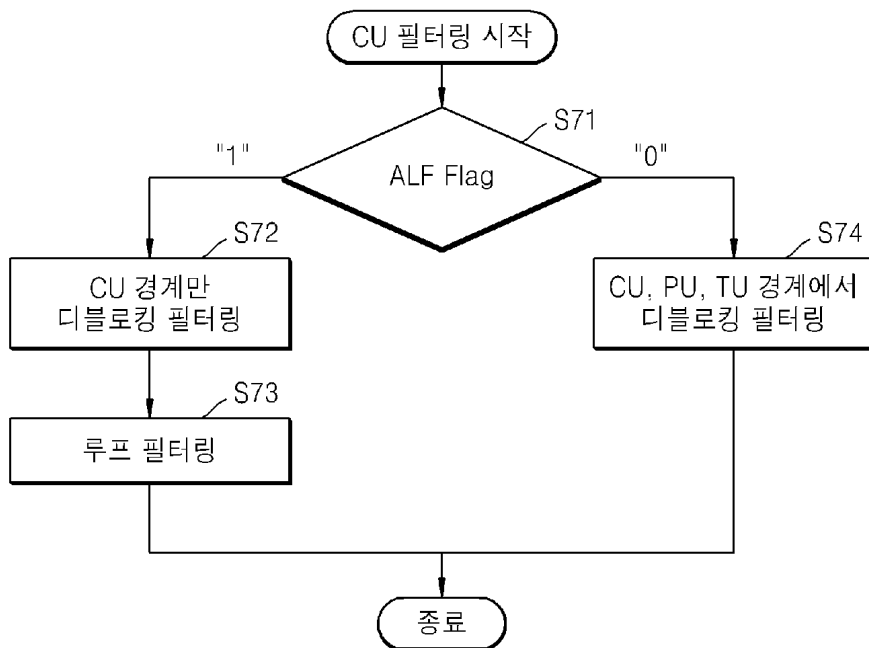 CU 필터링 시작
S71
"1"
"0"
ALF Flag
S72
S74
CU 경계만
디블로킹 필터링
CU, PU, TU 경계에서
디블로킹 필터링
S73
루프 필터링
종료